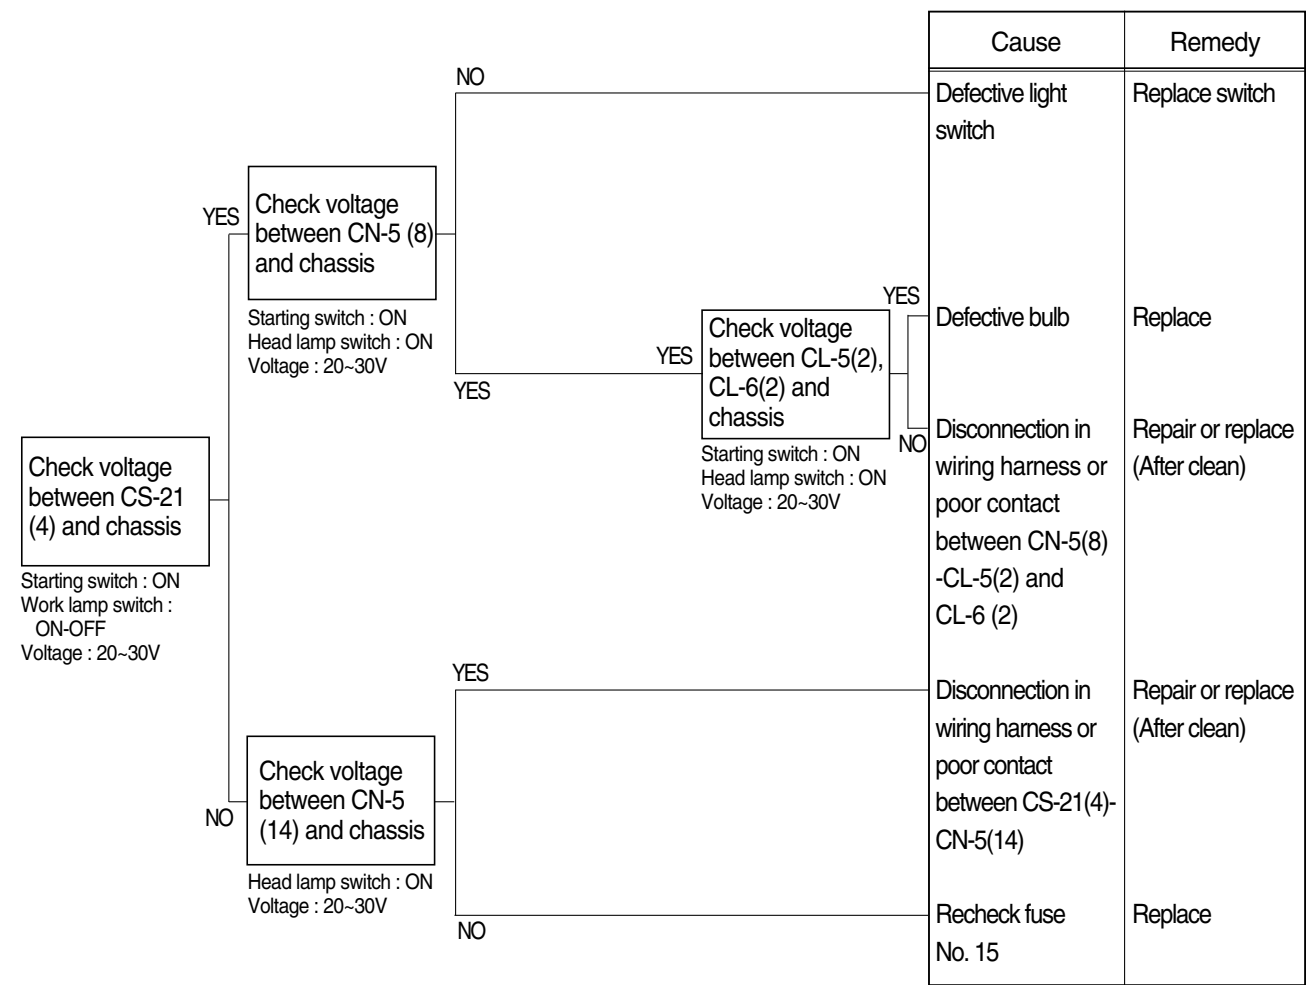 Cause
Remedy
NO
Defective light
switch
Replace switch
YES
Check voltage
between CN-5 (8)
and chassis
Starting switch : ON
Head lamp switch : ON
Voltage : 20~30V
YES
YES
Check voltage
between CL-5(2),
CL-6(2) and
chassis
Starting switch : ON
Head lamp switch : ON
Voltage : 20~30V
YES
Defective bulb
Replace
NO
Disconnection in
wiring harness or
poor contact
between CN-5(8)
-CL-5(2) and
CL-6 (2)
Repair or replace
(After clean)
Check voltage
between CS-21
(4) and chassis
Starting switch : ON
Work lamp switch :
ON-OFF
Voltage : 20~30V
NO
Check voltage
between CN-5
(14) and chassis
Head lamp switch : ON
Voltage : 20~30V
YES
Disconnection in
wiring harness or
poor contact
between CS-21(4)-
CN-5(14)
Repair or replace
(After clean)
NO
Recheck fuse
No. 15
Replace